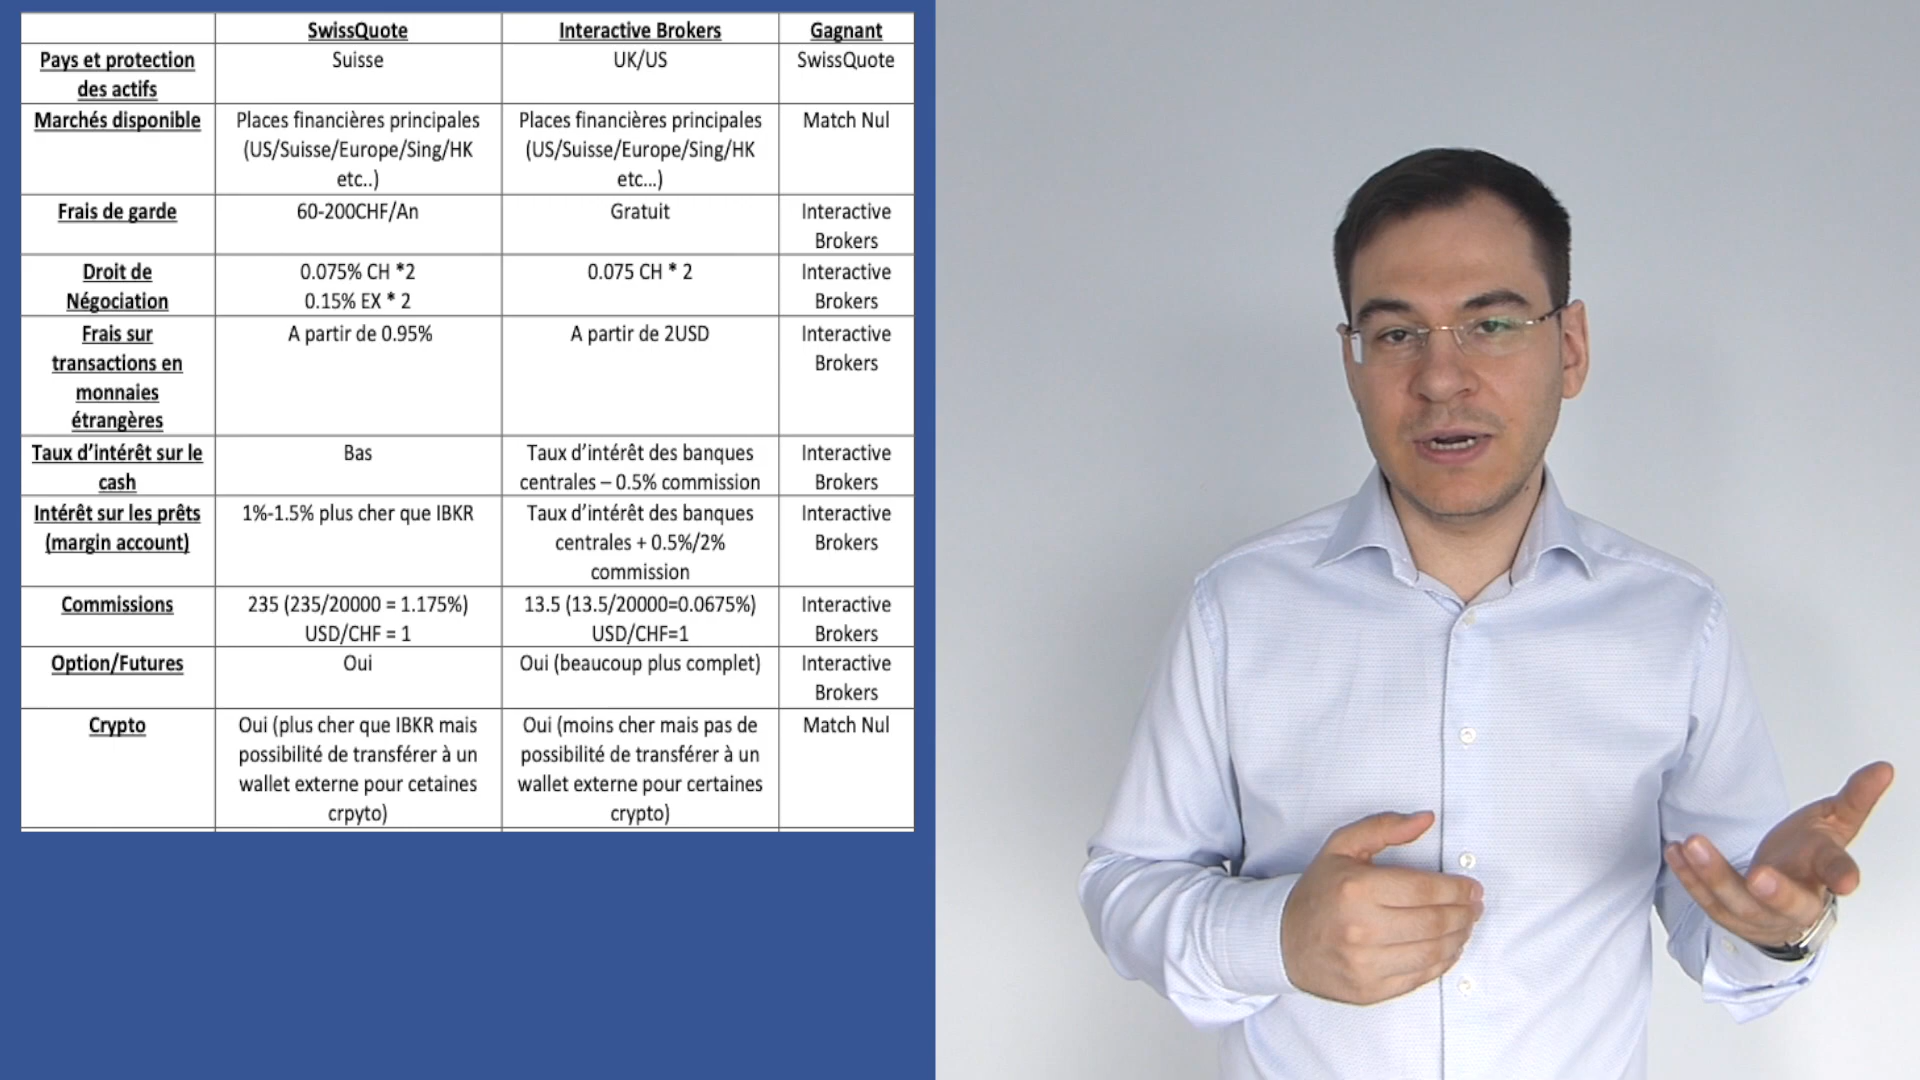 SwissQuote Interactive Brokers Gagnant
Pays et protection des actifs Suisse UK/US SwissQuote
Marchés disponible Places financières principales (US/Suisse/Europe/Sing/HK etc..) Places financières principales (US/Suisse/Europe/Sing/HK etc...) Match Nul
Frais de garde 60-200CHF/An Gratuit Interactive Brokers
Droit de Négociation 0.075% CH *2 0.15% EX * 2 0.075 CH * 2 Interactive Brokers
Frais sur transactions en monnaies étrangères A partir de 0.95% A partir de 2USD Interactive Brokers
Taux d’intérêt sur le cash Bas Taux d’intérêt des banques centrales – 0.5% commission Interactive Brokers
Intérêt sur les prêts (margin account) 1%-1.5% plus cher que IBKR Taux d’intérêt des banques centrales + 0.5%/2% commission Interactive Brokers
Commissions 235 (235/20000 = 1.175%) USD/CHF = 1 13.5 (13.5/20000=0.0675%) USD/CHF=1 Interactive Brokers
Option/Futures Oui Oui (beaucoup plus complet) Interactive Brokers
Crypto Oui (plus cher que IBKR mais possibilité de transférer à un wallet externe pour cetaines crpyto) Oui (moins cher mais pas de possibilité de transférer à un wallet externe pour certaines crypto) Match Nul